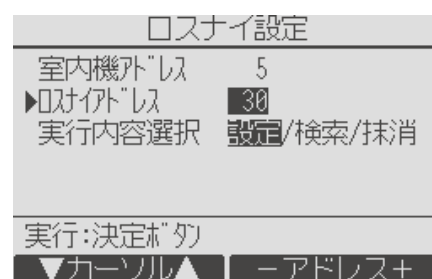 ロスナイ設定
室内機ｱﾄﾞﾚｽ 5
▶ﾛｽﾅｲｱﾄﾞﾚｽ 30
実行内容選択 設定/検索/抹消
実行:決定ﾎﾞﾀﾝ
▼カーソル▲ －アドレス＋